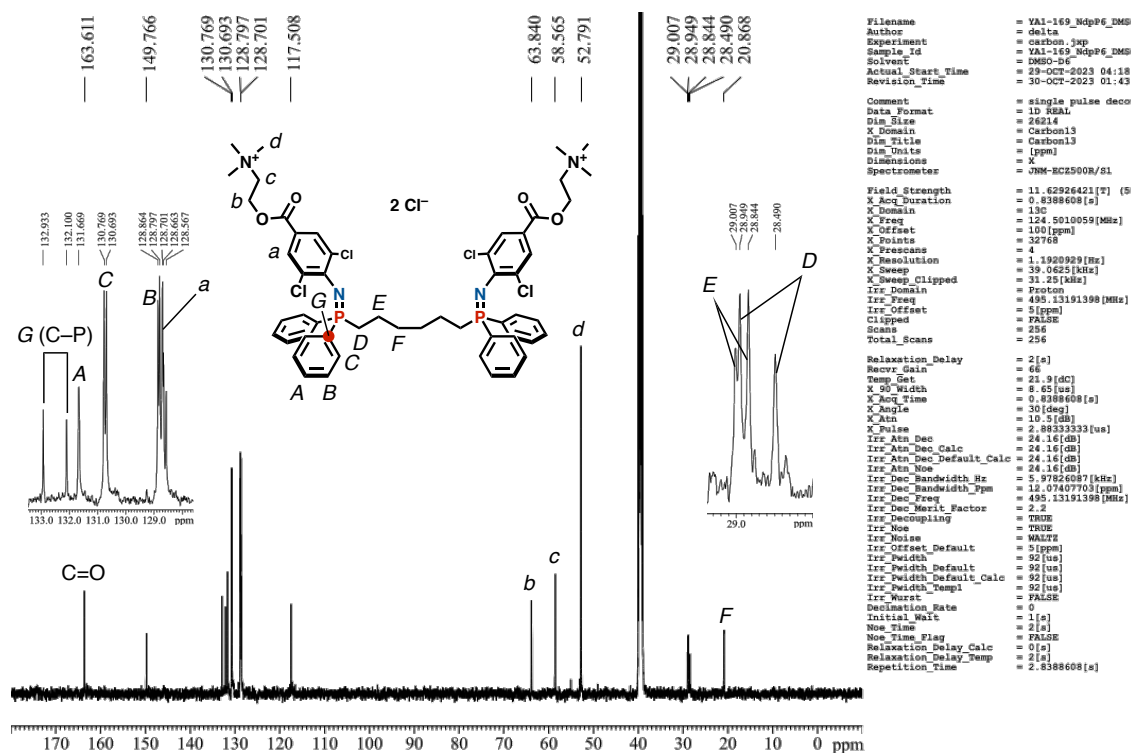 163.611
149.766
130.769
130.693
128.797
128.701
117.508
63.840
58.565
52.791
29.007
28.949
28.844
28.490
20.868
132.933
132.100
131.669
130.769
130.693
128.864
128.797
128.701
128.663
128.567
G (C–P)
A
C
B
a
133.0 132.0 131.0 130.0 129.0 ppm
d
N+
c
b
O
O
a
Cl
Cl
N
G
P
2 Cl–
N+
O
O
Cl
Cl
N
P
E
D
F
C
B
A
29.007
28.949
28.844
28.490
E
D
29.0 ppm
C=O
b
c
d
F
170 160 150 140 130 120 110 100 90 80 70 60 50 40 30 20 10 0 ppm
Filename = YA1-169_NdpP6_DMS
Author = delta
Experiment = carbon.jxp
Sample_Id = YA1-169_NdpP6_DMS
Solvent = DMSO-D6
Actual_Start_Time = 29-OCT-2023 04:18
Revision_Time = 30-OCT-2023 01:43
Comment = single pulse deco
Data_Format = 1D REAL
Dim_Size = 26214
X_Domain = Carbon13
Dim_Title = Carbon13
Dim_Units = [ppm]
Dimensions = X
Spectrometer = JNM-ECZ500R/S1
Field_Strength = 11.62926421[T] (5
X_Acq_Duration = 0.8388608[s]
X_Domain = 13C
X_Freq = 124.5010059[MHz]
X_Offset = 100[ppm]
X_Points = 32768
X_Prescans = 4
X_Resolution = 1.1920929[Hz]
X_Sweep = 39.0625[kHz]
X_Sweep_Clipped = 31.25[kHz]
Irr_Domain = Proton
Irr_Freq = 495.13191398[MHz]
Irr_Offset = 5[ppm]
Clipped = FALSE
Scans = 256
Total_Scans = 256
Relaxation_Delay = 2[s]
Recvr_Gain = 66
Temp_Get = 21.9[dC]
X_90_Width = 8.65[us]
X_Acq_Time = 0.8388608[s]
X_Angle = 30[deg]
X_Atn = 10.5[dB]
X_Pulse = 2.88333333[us]
Irr_Atn_Dec = 24.16[dB]
Irr_Atn_Dec_Calc = 24.16[dB]
Irr_Atn_Dec_Default_Calc = 24.16[dB]
Irr_Atn_Noe = 24.16[dB]
Irr_Dec_Bandwidth_Hz = 5.97826087[kHz]
Irr_Dec_Bandwidth_Ppm = 12.07407703[ppm]
Irr_Dec_Freq = 495.13191398[MHz]
Irr_Dec_Merit_Factor = 2.2
Irr_Decoupling = TRUE
Irr_Noe = TRUE
Irr_Noise = WALTZ
Irr_Offset_Default = 5[ppm]
Irr_Pwidth = 92[us]
Irr_Pwidth_Default = 92[us]
Irr_Pwidth_Default_Calc = 92[us]
Irr_Pwidth_Temp1 = 92[us]
Irr_Wurst = FALSE
Decimation_Rate = 0
Initial_Wait = 1[s]
Noe_Time = 2[s]
Noe_Time_Flag = FALSE
Relaxation_Delay_Calc = 0[s]
Relaxation_Delay_Temp = 2[s]
Repetition_Time = 2.8388608[s]